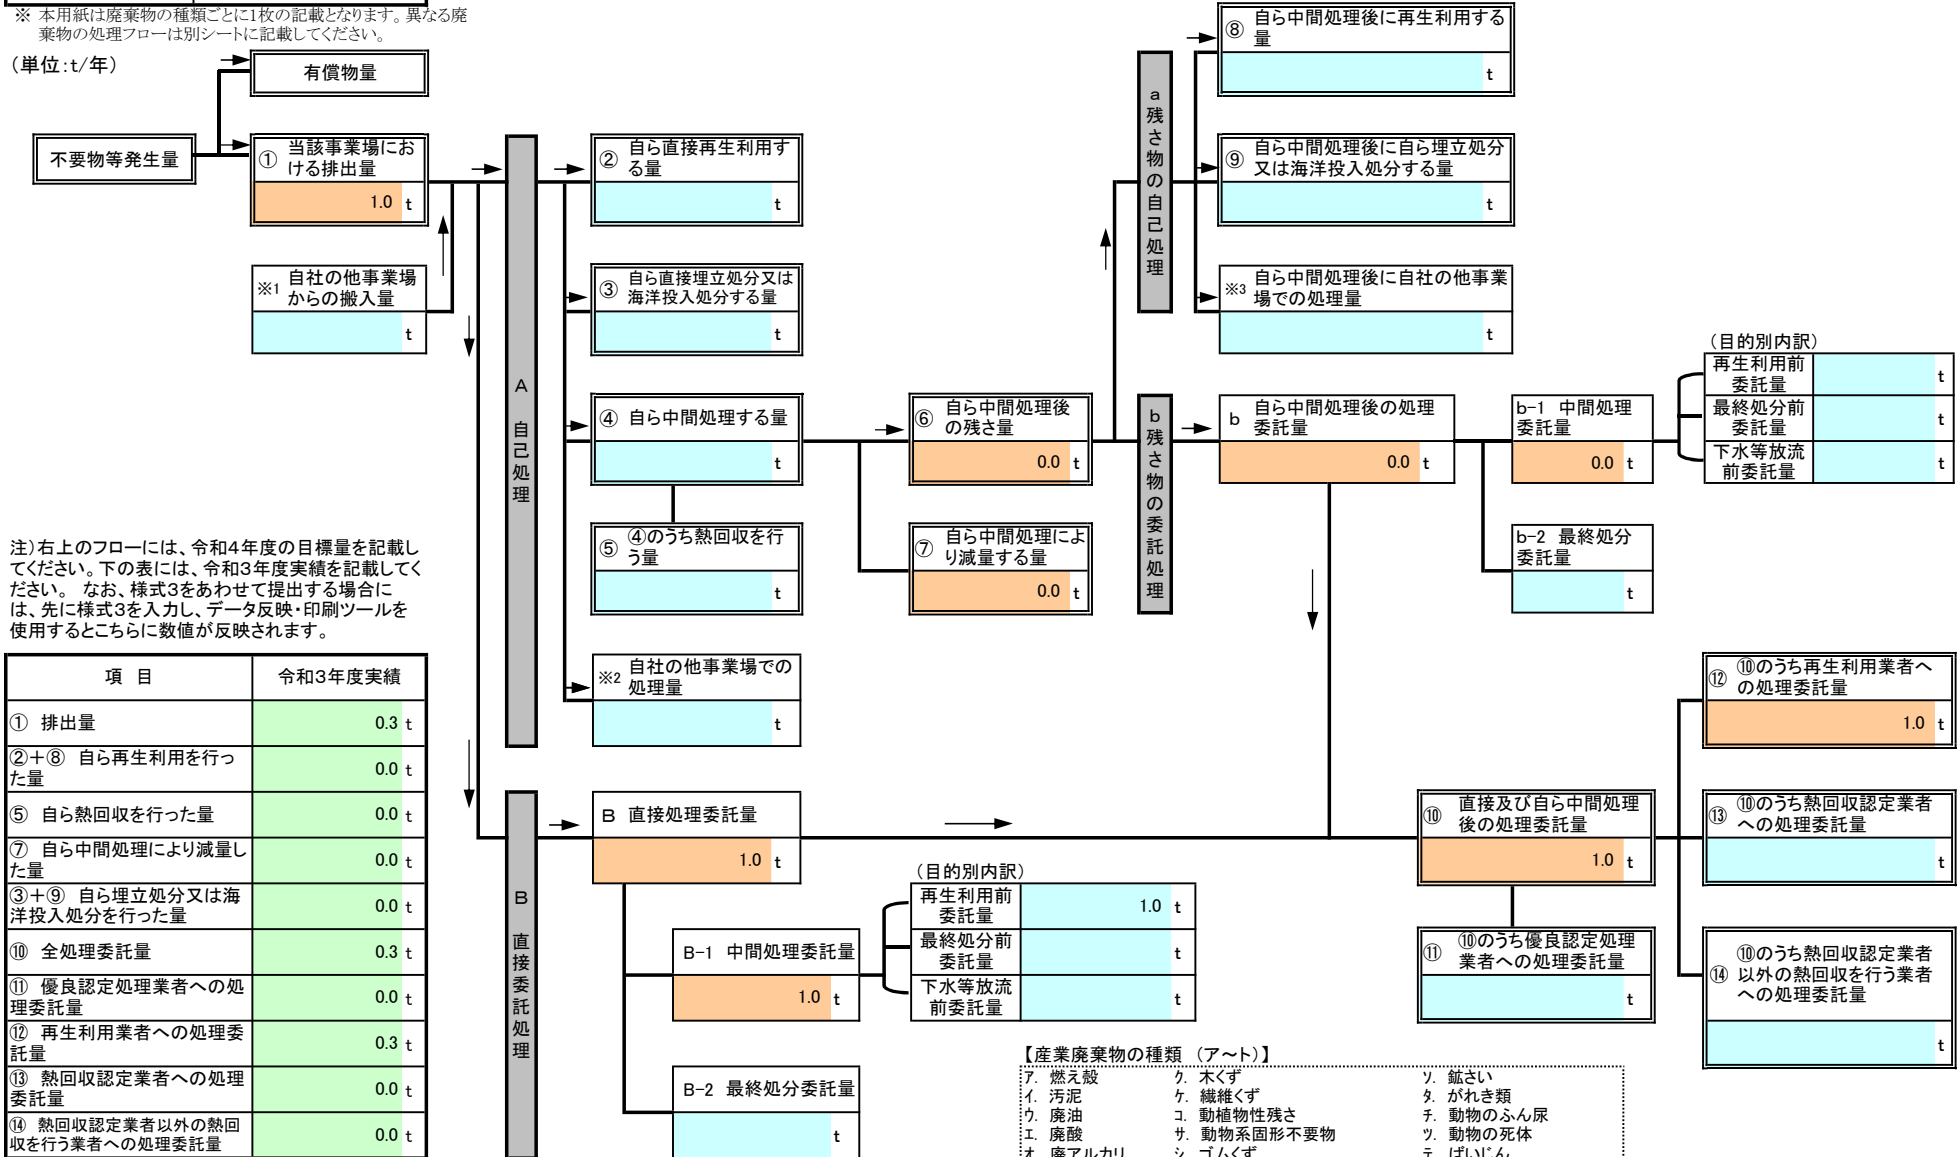 ※ 本用紙は廃棄物の種類ごとに1枚の記載となります。異なる廃
棄物の処理フローは別シートに記載してください。
（単位：t/年）
有償物量
不要物等発生量
① 当該事業場にお
ける排出量
1.0 t
※1 自社の他事業場
からの搬入量
t
A 自己処理
② 自ら直接再生利用す
る量
t
③ 自ら直接埋立処分又は
海洋投入処分する量
t
④ 自ら中間処理する量
t
⑤ ④のうち熱回収を行
う量
t
※2 自社の他事業場での
処理量
t
⑥ 自ら中間処理後
の残さ量
0.0 t
⑦ 自ら中間処理によ
り減量する量
0.0 t
a 残さ物の自己処理
⑧ 自ら中間処理後に再生利用する
量
t
⑨ 自ら中間処理後に自ら埋立処分
又は海洋投入処分する量
t
※3 自ら中間処理後に自社の他事業
場での処理量
t
b 残さ物の委託処理
b 自ら中間処理後の処理
委託量
0.0 t
b-1 中間処理
委託量
0.0 t
b-2 最終処分
委託量
t
（目的別内訳）
再生利用前
委託量
t
最終処分前
委託量
t
下水等放流
前委託量
t
注）右上のフローには、令和4年度の目標量を記載し
てください。下の表には、令和3年度実績を記載してく
ださい。 なお、様式3をあわせて提出する場合に
は、先に様式3を入力し、データ反映・印刷ツールを
使用するとこちらに数値が反映されます。
項 目 令和3年度実績
① 排出量 0.3 t
②＋⑧ 自ら再生利用を行っ
た量 0.0 t
⑤ 自ら熱回収を行った量 0.0 t
⑦ 自ら中間処理により減量し
た量 0.0 t
③＋⑨ 自ら埋立処分又は海
洋投入処分を行った量 0.0 t
⑩ 全処理委託量 0.3 t
⑪ 優良認定処理業者への処
理委託量 0.0 t
⑫ 再生利用業者への処理委
託量 0.3 t
⑬ 熱回収認定業者への処理
委託量 0.0 t
⑭ 熱回収認定業者以外の熱回
収を行う業者への処理委託量 0.0 t
B 直接委託処理
B 直接処理委託量
1.0 t
B-1 中間処理委託量
1.0 t
B-2 最終処分委託量
t
（目的別内訳）
再生利用前
委託量
1.0 t
最終処分前
委託量
t
下水等放流
前委託量
t
⑩ 直接及び自ら中間処理
後の処理委託量
1.0 t
⑪ ⑩のうち優良認定処理
業者への処理委託量
t
⑫ ⑩のうち再生利用業者へ
の処理委託量
1.0 t
⑬ ⑩のうち熱回収認定業者
への処理委託量
t
⑭ ⑩のうち熱回収認定業者
以外の熱回収を行う業者
への処理委託量
t
【産業廃棄物の種類 （ア～ト）】
ア. 燃え殻 ク. 木くず ソ. 鉱さい
イ. 汚泥 ケ. 繊維くず タ. がれき類
ウ. 廃油 コ. 動植物性残さ チ. 動物のふん尿
エ. 廃酸 サ. 動物系固形不要物 ツ. 動物の死体
オ. 廃アルカリ シ. ゴムくず テ. ばいじん